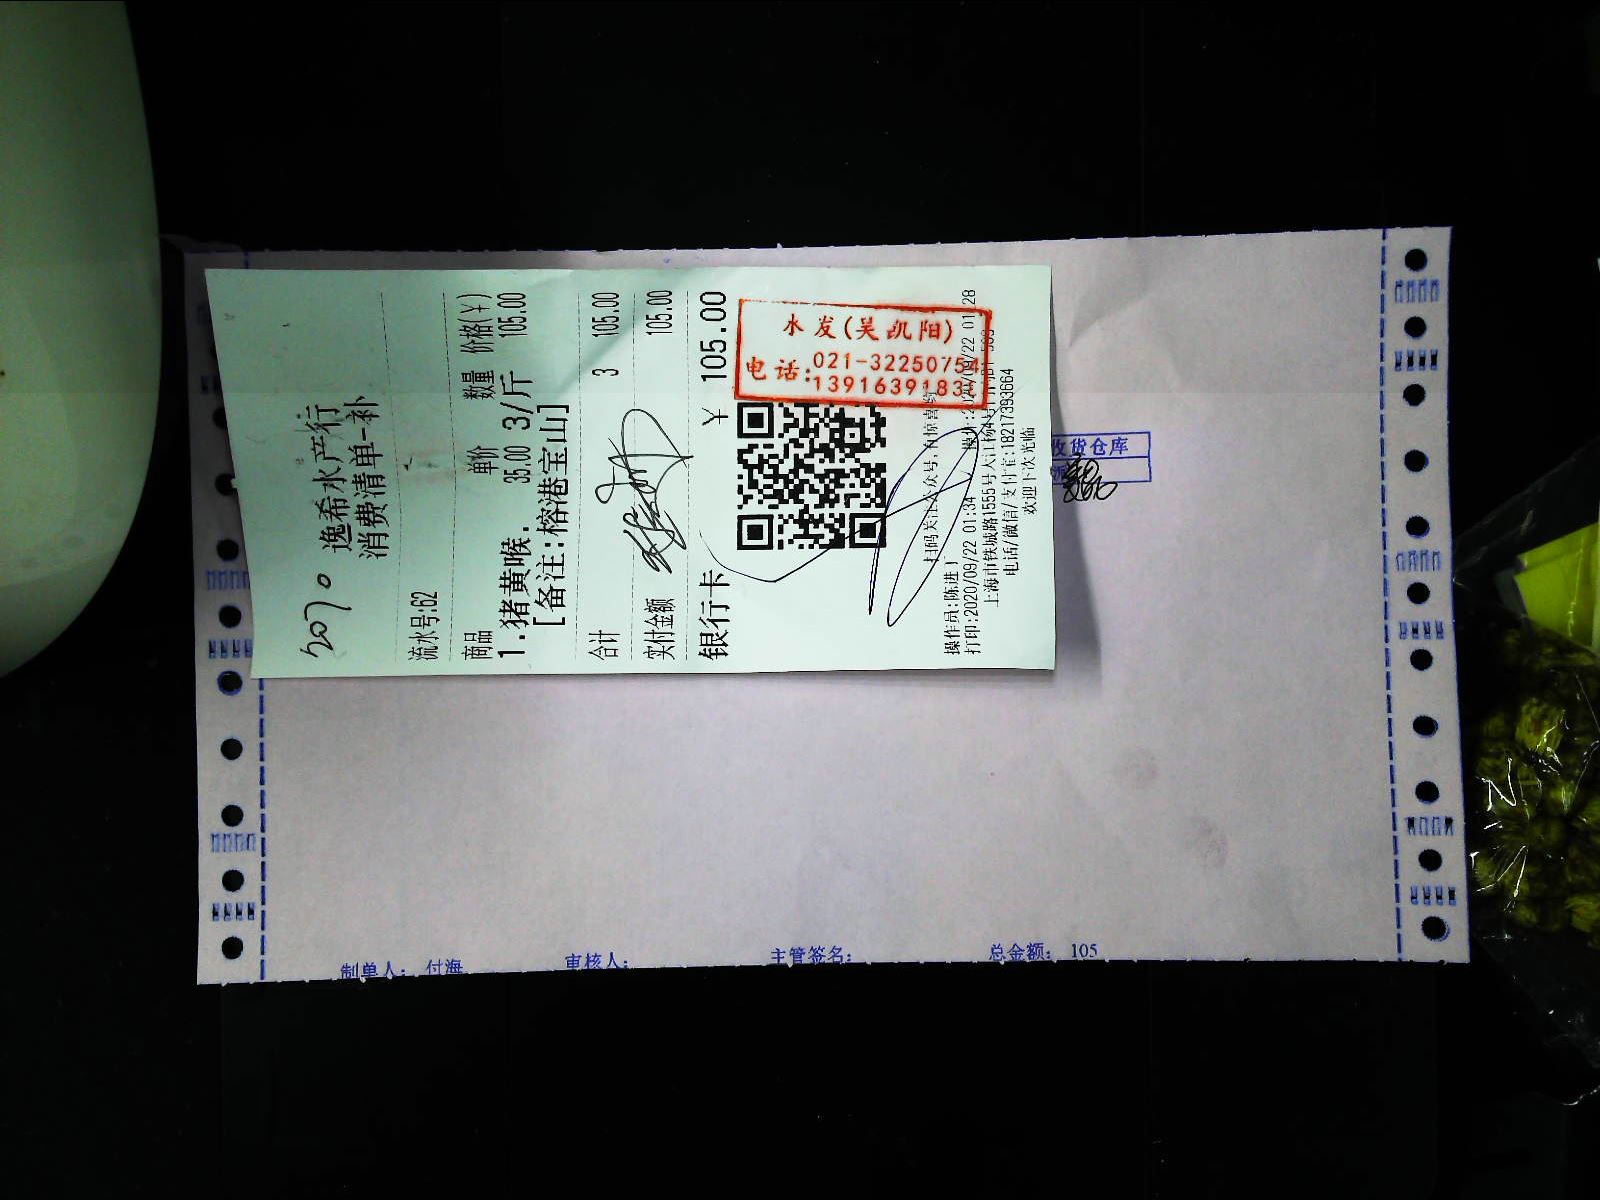 2070
逸希水产行
消费清单-补
流水号:62
商品 单价 数量 价格(¥)
1.猪黄喉. 35.00 3/斤 105.00
[备注:榕港宝山]
合计 3 105.00
实付金额 105.00
银行卡 ¥ 105.00
水发(吴凯阳)
电话:021-32250754
1391639183
扫码关注公众号,有惊喜哟
操作员:陈进
打印:2020/09/22 01:34
上海市铁城路1555号
电话/微信/支付宝:18217393664
欢迎下次光临
收货仓库
制单人: 付海 审核人: 主管签名: 总金额: 105